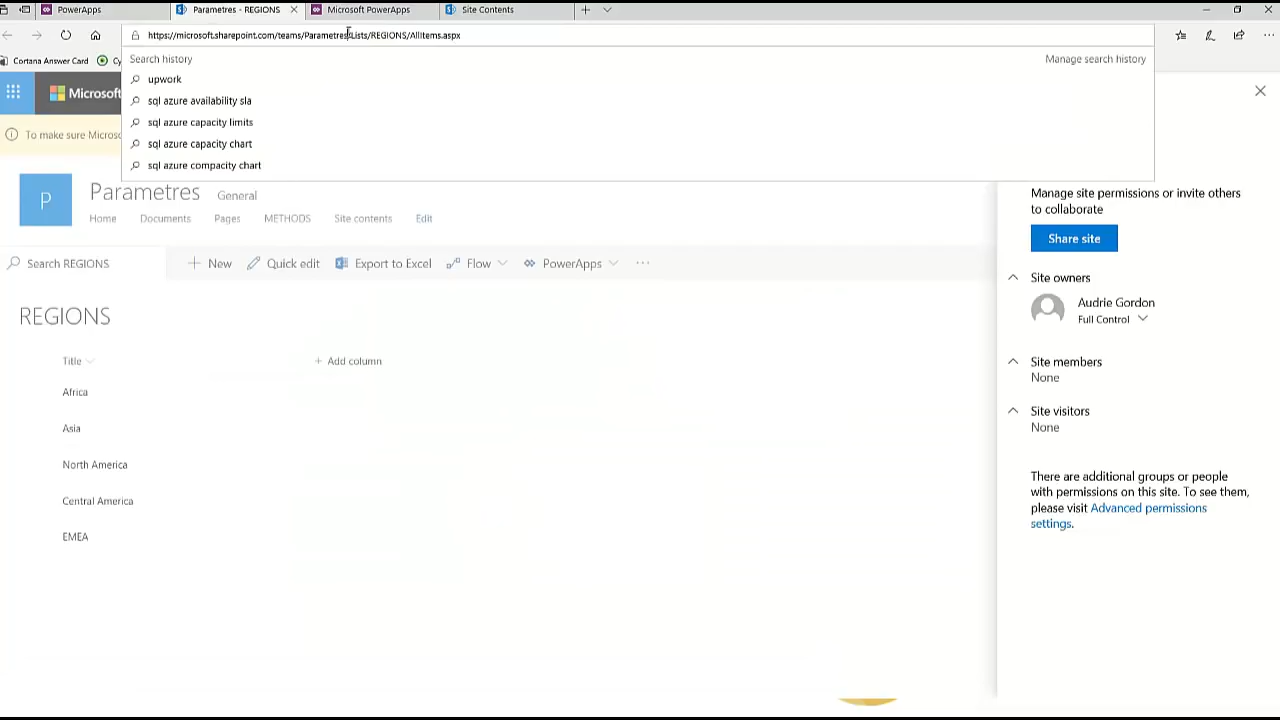 PowerApps
Parametres - REGIONS
Microsoft PowerApps
Site Contents
https://microsoft.sharepoint.com/teams/Parametres/Lists/REGIONS/AllItems.aspx
Cortana Answer Card
Search history
Manage search history
upwork
sql azure availability sla
sql azure capacity limits
sql azure capacity chart
sql azure compacity chart
Microsoft
To make sure
P
Parametres
General
Home
Documents
Pages
METHODS
Site contents
Edit
Search REGIONS
New
Quick edit
Export to Excel
Flow
PowerApps
REGIONS
Title
+ Add column
Africa
Asia
North America
Central America
EMEA
Manage site permissions or invite others
to collaborate
Share site
Site owners
Audrie Gordon
Full Control
Site members
None
Site visitors
None
There are additional groups or people
with permissions on this site. To see them,
please visit Advanced permissions
settings.